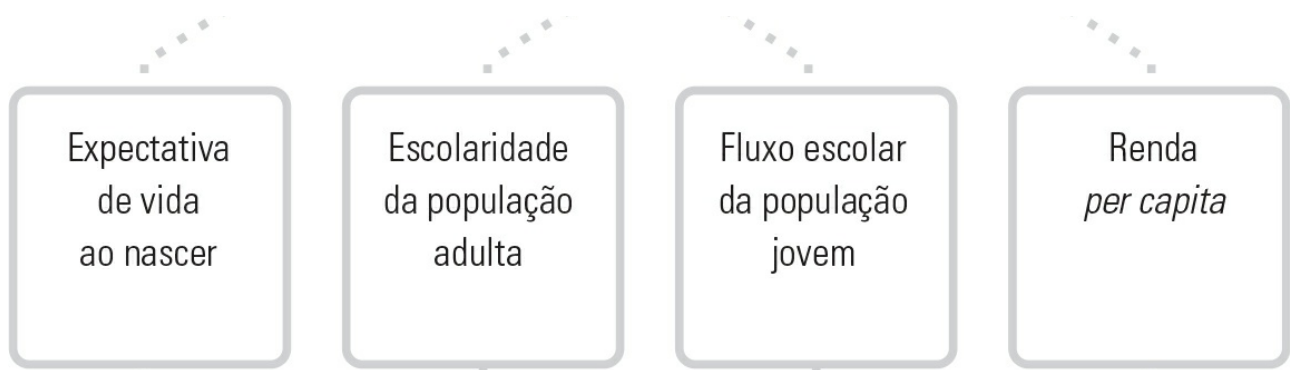 Expectativa
de vida
ao nascer
Escolaridade
da população
adulta
Fluxo escolar
da população
jovem
Renda
per capita